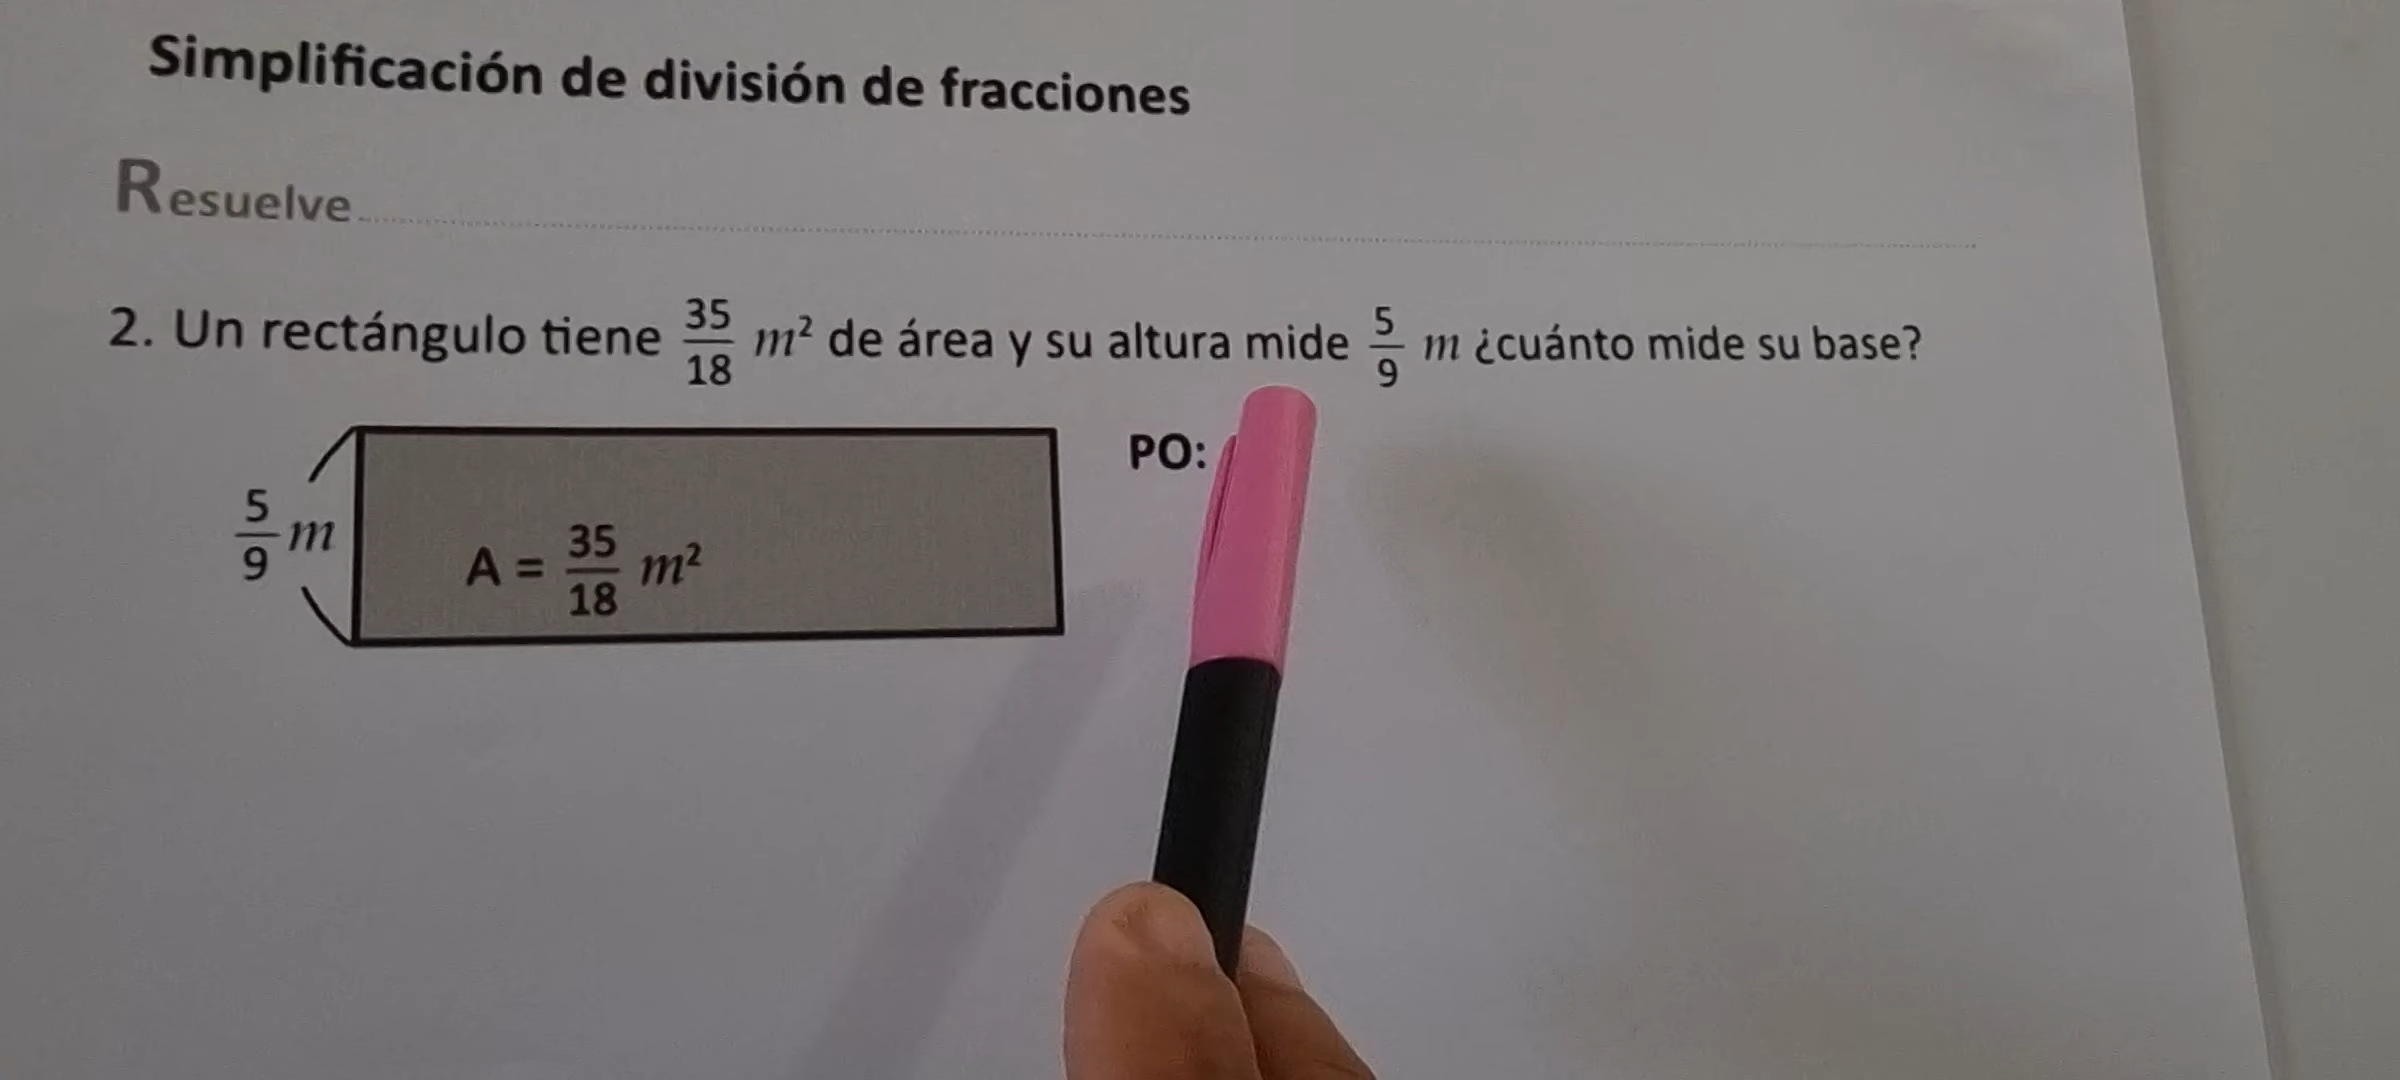 Simplificación de división de fracciones
Resuelve
2. Un rectángulo tiene 35/18 m² de área y su altura mide 5/9 m ¿cuánto mide su base?
PO:
5/9 m
A = 35/18 m²